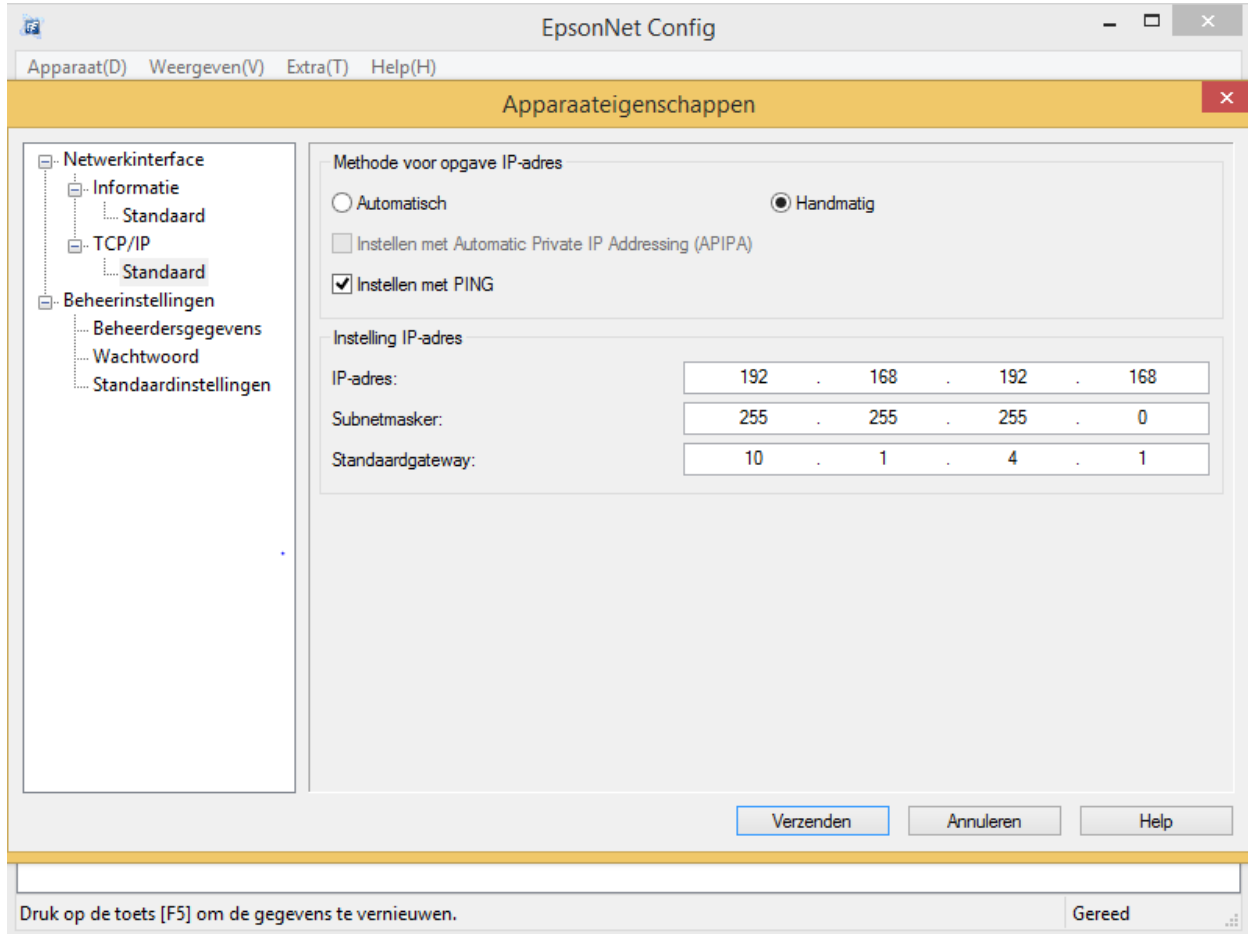 EpsonNet Config
Apparaat(D) Weergeven(V) Extra(T) Help(H)
Apparaateigenschappen
Netwerkinterface
Informatie
Standaard
TCP/IP
Standaard
Beheerinstellingen
Beheerdersgegevens
Wachtwoord
Standaardinstellingen
Methode voor opgave IP-adres
Automatisch Handmatig
Instellen met Automatic Private IP Addressing (APIPA)
Instellen met PING
Instelling IP-adres
IP-adres: 192 . 168 . 192 . 168
Subnetmasker: 255 . 255 . 255 . 0
Standaardgateway: 10 . 1 . 4 . 1
Verzenden Annuleren Help
Druk op de toets [F5] om de gegevens te vernieuwen. Gereed